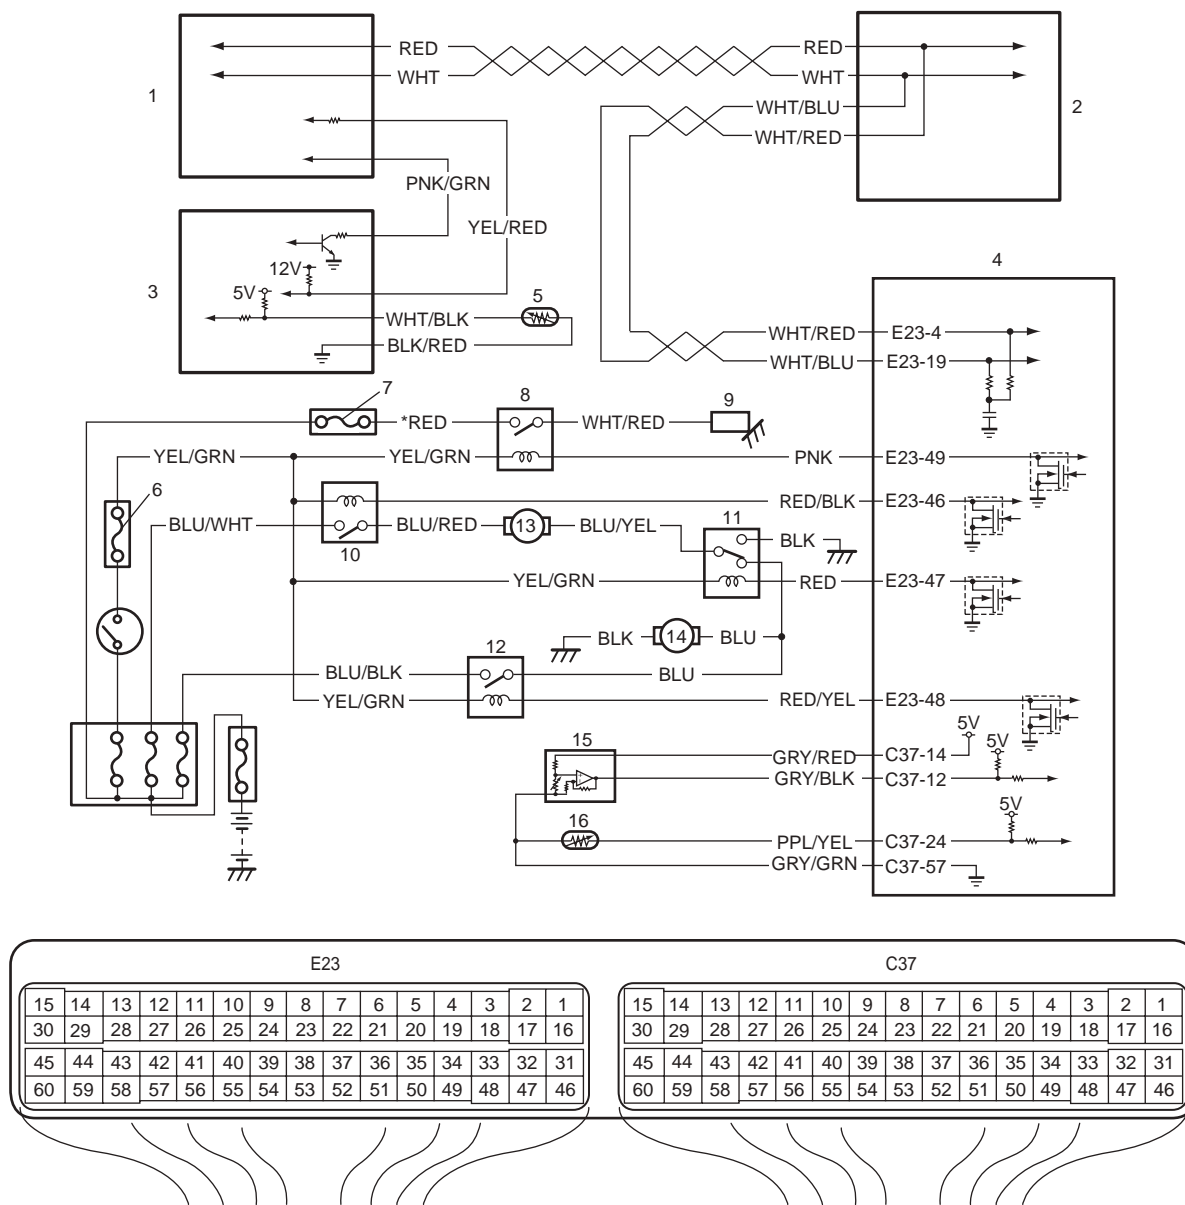 RED RED
WHT WHT
1
WHT/BLU
2
WHT/RED
PNK/GRN
YEL/RED
12V
4
3
5V
5
WHT/BLK
WHT/RED E23-4
BLK/RED
WHT/BLU E23-19
7
8
9
*RED WHT/RED
YEL/GRN YEL/GRN PNK E23-49
6
RED/BLK E23-46
BLU/WHT BLU/RED 13 BLU/YEL 11
BLK
10
YEL/GRN RED E23-47
BLK 14 BLU
12
BLU/BLK BLU
YEL/GRN RED/YEL E23-48
5V
15 5V
GRY/RED C37-14
GRY/BLK C37-12
5V
16
PPL/YEL C37-24
GRY/GRN C37-57
E23 C37
15 14 13 12 11 10 9 8 7 6 5 4 3 2 1 15 14 13 12 11 10 9 8 7 6 5 4 3 2 1
30 29 28 27 26 25 24 23 22 21 20 19 18 17 16 30 29 28 27 26 25 24 23 22 21 20 19 18 17 16
45 44 43 42 41 40 39 38 37 36 35 34 33 32 31 45 44 43 42 41 40 39 38 37 36 35 34 33 32 31
60 59 58 57 56 55 54 53 52 51 50 49 48 47 46 60 59 58 57 56 55 54 53 52 51 50 49 48 47 46